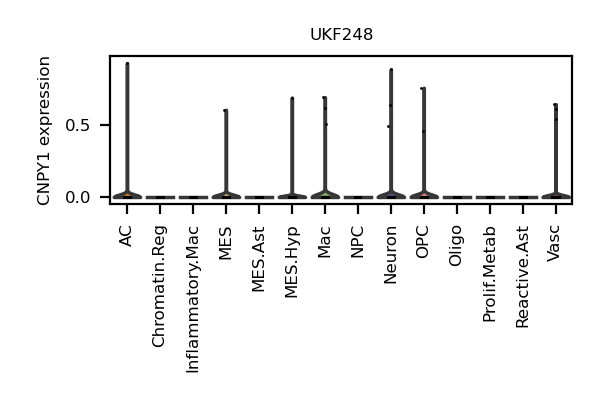 UKF248
CNPY1 expression
0.5
0.0
AC
Chromatin.Reg
Inflammatory.Mac
MES
MES.Ast
MES.Hyp
Mac
NPC
Neuron
OPC
Oligo
Prolif.Metab
Reactive.Ast
Vasc